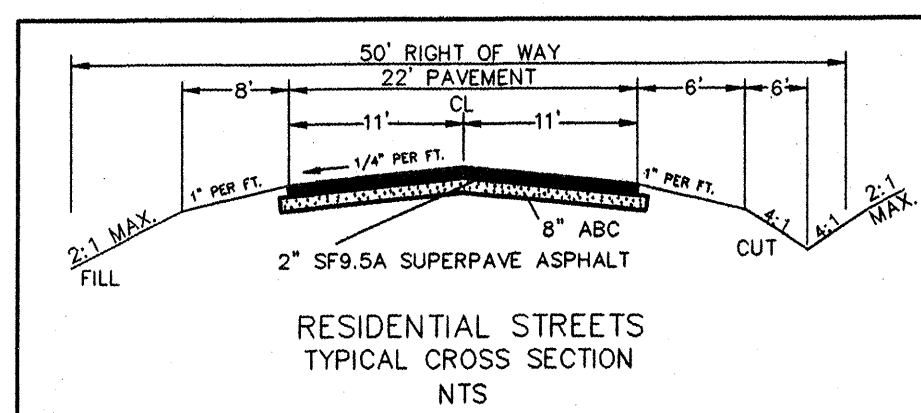 50' RIGHT OF WAY
22' PAVEMENT
8'
CL
6'
6'
11'
11'
1/4" PER FT.
1" PER FT.
1" PER FT.
2:1 MAX.
FILL
8" ABC
4:1
CUT
4:1
2:1
MAX.
2" SF9.5A SUPERPAVE ASPHALT
RESIDENTIAL STREETS
TYPICAL CROSS SECTION
NTS